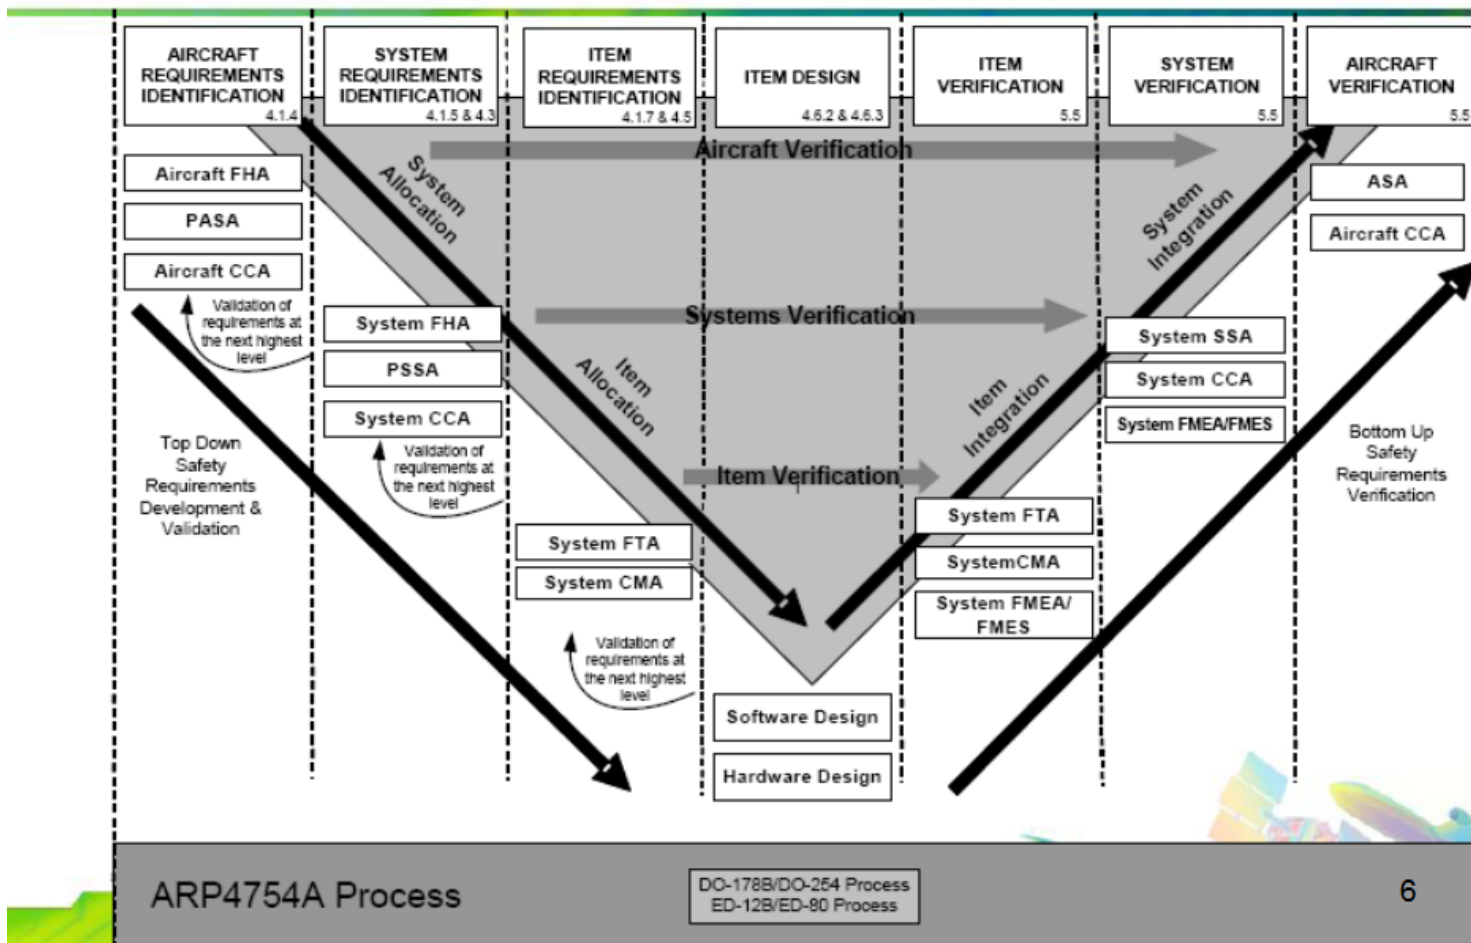 AIRCRAFT
REQUIREMENTS
IDENTIFICATION
4.1.4
SYSTEM
REQUIREMENTS
IDENTIFICATION
4.1.5 & 4.3
ITEM
REQUIREMENTS
IDENTIFICATION
4.1.7 & 4.5
ITEM DESIGN
4.6.2 & 4.6.3
ITEM
VERIFICATION
5.5
SYSTEM
VERIFICATION
5.5
AIRCRAFT
VERIFICATION
5.5
Aircraft Verification
System
Allocation
System
Integration
Aircraft FHA
PASA
Aircraft CCA
Validation of
requirements at
the next highest
level
ASA
Aircraft CCA
Systems Verification
System FHA
PSSA
System CCA
Validation of
requirements at
the next highest
level
Item
Allocation
Item
Integration
System SSA
System CCA
System FMEA/FMES
Top Down
Safety
Requirements
Development &
Validation
Bottom Up
Safety
Requirements
Verification
Item Verification
System FTA
System CMA
Validation of
requirements at
the next highest
level
System FTA
SystemCMA
System FMEA/
FMES
Software Design
Hardware Design
ARP4754A Process
DO-178B/DO-254 Process
ED-12B/ED-80 Process
6